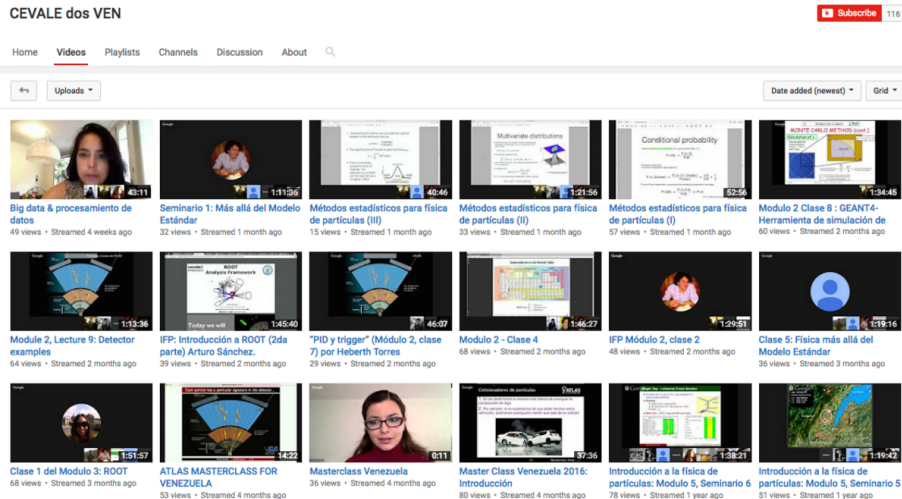 CEVALE dos VEN
Subscribe 116
Home Videos Playlists Channels Discussion About
Uploads
Date added (newest) Grid
43:11
1:11:36
40:46
Multivariate distributions
1:21:56
Conditional probability
52:56
MONTE CARLO METHOD (cont.)
1:34:45
Big data & procesamiento de datos
49 views • Streamed 4 weeks ago
Seminario 1: Más allá del Modelo Estándar
32 views • Streamed 1 month ago
Métodos estadísticos para física de partículas (III)
15 views • Streamed 1 month ago
Métodos estadísticos para física de partículas (II)
33 views • Streamed 1 month ago
Métodos estadísticos para física de partículas (I)
57 views • Streamed 1 month ago
Modulo 2 Clase 8 : GEANT4- Herramienta de simulación de
60 views • Streamed 2 months ago
1:13:36
ROOT
Analysis Framework
Today we will
1:45:40
46:07
1:46:27
1:29:51
1:19:16
Module 2, Lecture 9: Detector examples
64 views • Streamed 2 months ago
IFP: Introducción a ROOT (2da parte) Arturo Sánchez.
39 views • Streamed 2 months ago
"PID y trigger" (Módulo 2, clase 7) por Heberth Torres
29 views • Streamed 2 months ago
Modulo 2 - Clase 4
68 views • Streamed 2 months ago
IFP Módulo 2, clase 2
48 views • Streamed 2 months ago
Clase 5: Física más allá del Modelo Estándar
36 views • Streamed 3 months ago
1:51:57
14:22
0:11
Colisionadores de partículas
ATLAS
37:36
1:38:21
1:19:42
Clase 1 del Modulo 3: ROOT
68 views • Streamed 3 months ago
ATLAS MASTERCLASS FOR VENEZUELA
53 views • Streamed 4 months ago
Masterclass Venezuela
36 views • Streamed 4 months ago
Master Class Venezuela 2016: Introducción
80 views • Streamed 4 months ago
Introducción a la física de partículas: Modulo 5, Seminario 6
78 views • Streamed 1 year ago
Introducción a la física de partículas: Modulo 5, Seminario 5
51 views • Streamed 1 year ago